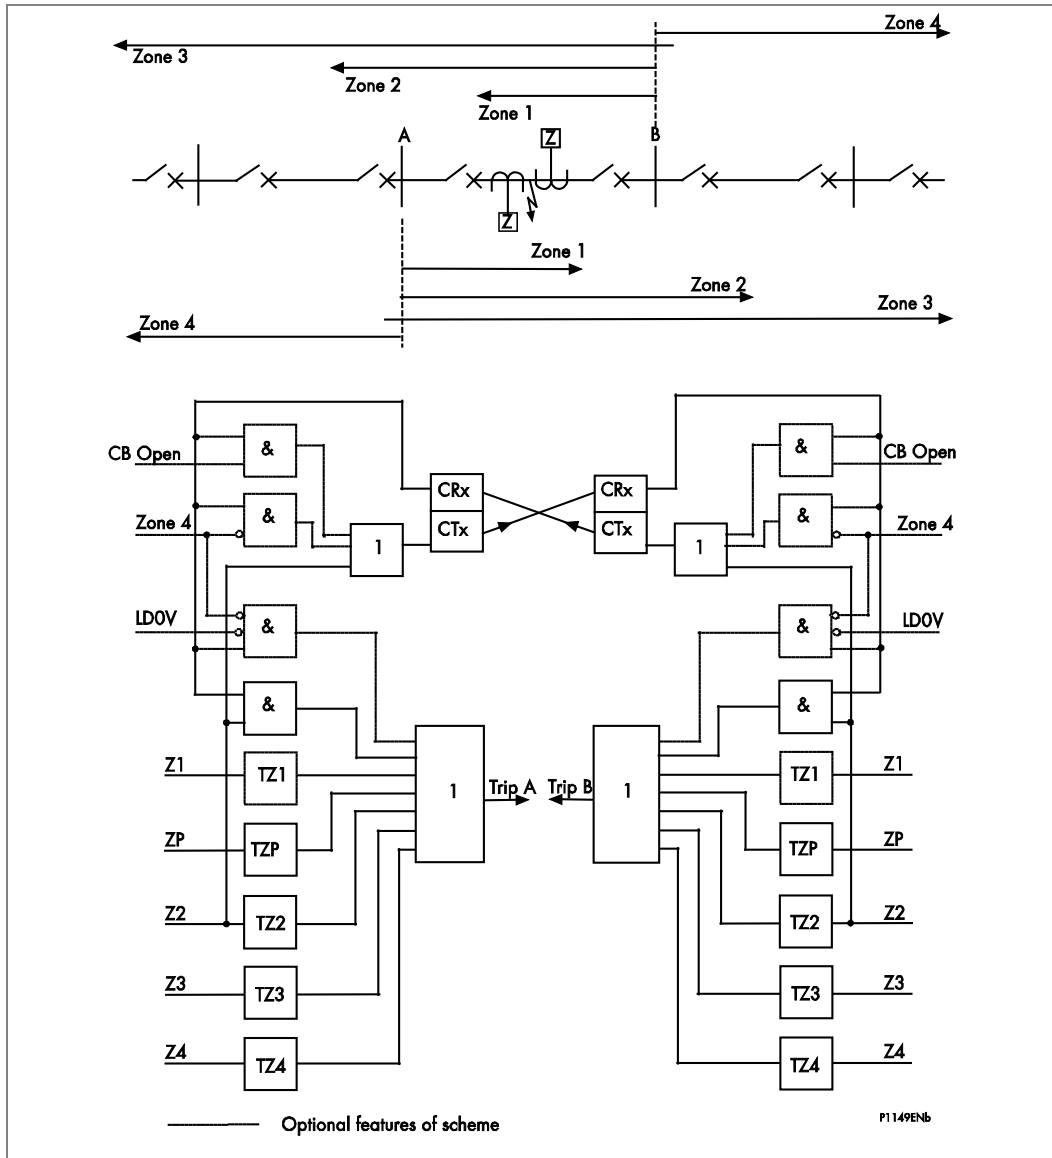 Zone 4
Zone 3
Zone 2
Zone 1
A
B
Z
Z
Zone 1
Zone 2
Zone 3
Zone 4
CB Open
&
&
CB Open
CRx
CRx
Zone 4
&
&
Zone 4
CTx
CTx
1
1
LD0V
&
&
LD0V
&
&
Z1
TZ1
TZ1
Z1
1
Trip A
Trip B
1
ZP
TZP
TZP
ZP
Z2
TZ2
TZ2
Z2
Z3
TZ3
TZ3
Z3
Z4
TZ4
TZ4
Z4
Optional features of scheme
P1149ENb